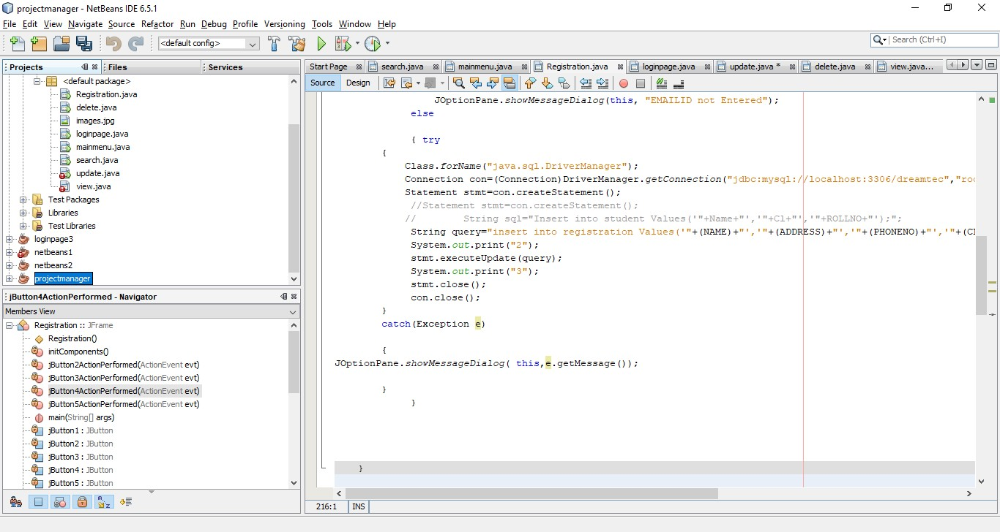 projectmanager - NetBeans IDE 6.5.1
File Edit View Navigate Source Refactor Run Debug Profile Versioning Tools Window Help
<default config>
Search (Ctrl+I)
Projects
Files
Services
<default package>
Registration.java
delete.java
images.jpg
loginpage.java
mainmenu.java
search.java
update.java
view.java
Test Packages
Libraries
Test Libraries
loginpage3
netbeans1
netbeans2
projectmanager
jButton4ActionPerformed - Navigator
Members View
Registration :: JFrame
Registration()
initComponents()
jButton2ActionPerformed(ActionEvent evt)
jButton3ActionPerformed(ActionEvent evt)
jButton4ActionPerformed(ActionEvent evt)
jButton5ActionPerformed(ActionEvent evt)
main(String[] args)
jButton1 : JButton
jButton2 : JButton
jButton3 : JButton
jButton4 : JButton
jButton5 : JButton
Start Page search.java mainmenu.java Registration.java loginpage.java update.java * delete.java view.java...
Source Design
JOptionPane.showMessageDialog(this, "EMAILID not Entered");
else
{ try
{
Class.forName("java.sql.DriverManager");
Connection con=(Connection)DriverManager.getConnection("jdbc:mysql://localhost:3306/dreamtec","roo
Statement stmt=con.createStatement();
//Statement stmt=con.createStatement();
// String sql="Insert into student Values('"+Name+"','"+Cl+"','"+ROLLNO+"');";
String query="insert into registration Values('"+(NAME)+"','"+(ADDRESS)+"','"+(PHONENO)+"','"+(CI
System.out.print("2");
stmt.executeUpdate(query);
System.out.print("3");
stmt.close();
con.close();
}
catch(Exception e)
{
JOptionPane.showMessageDialog( this,e.getMessage());
}
}
}
216:1 INS